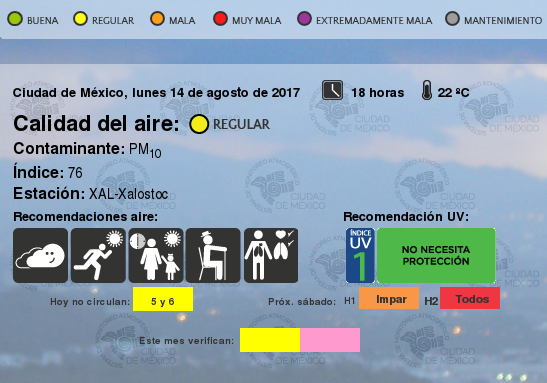 BUENA REGULAR MALA MUY MALA EXTREMADAMENTE MALA MANTENIMIENTO
Ciudad de México, lunes 14 de agosto de 2017 18 horas 22 ºC
Calidad del aire: REGULAR
Contaminante: PM10
Índice: 76
Estación: XAL-Xalostoc
Recomendaciones aire: Recomendación UV:
ÍNDICE
UV
1
NO NECESITA
PROTECCIÓN
Hoy no circulan: 5 y 6 Próx. sábado: H1 Impar H2 Todos
Este mes verifican:
CIUDAD
DE MÉXICO